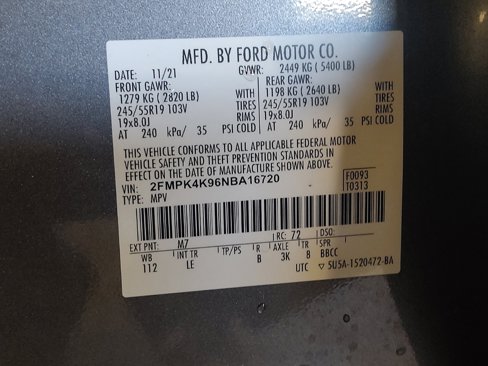 MFD. BY FORD MOTOR CO.
DATE: 11/21 GVWR: 2449 KG ( 5400 LB)
FRONT GAWR: REAR GAWR:
1279 KG ( 2820 LB) WITH 1198 KG ( 2640 LB) WITH
245/55R19 103V TIRES 245/55R19 103V TIRES
19x8.0J RIMS 19x8.0J RIMS
AT 240 kPa/ 35 PSI COLD AT 240 kPa/ 35 PSI COLD
THIS VEHICLE CONFORMS TO ALL APPLICABLE FEDERAL MOTOR
VEHICLE SAFETY AND THEFT PREVENTION STANDARDS IN
EFFECT ON THE DATE OF MANUFACTURE SHOWN ABOVE.
VIN: 2FMPK4K96NBA16720 F0093
TYPE: MPV T0313
EXT PNT: M7 RC: 72 DSO:
WB INT TR TP/PS R AXLE TR SPR
112 LE B 3K 8 BBCC
UTC ▽ 5U5A-1520472-BA